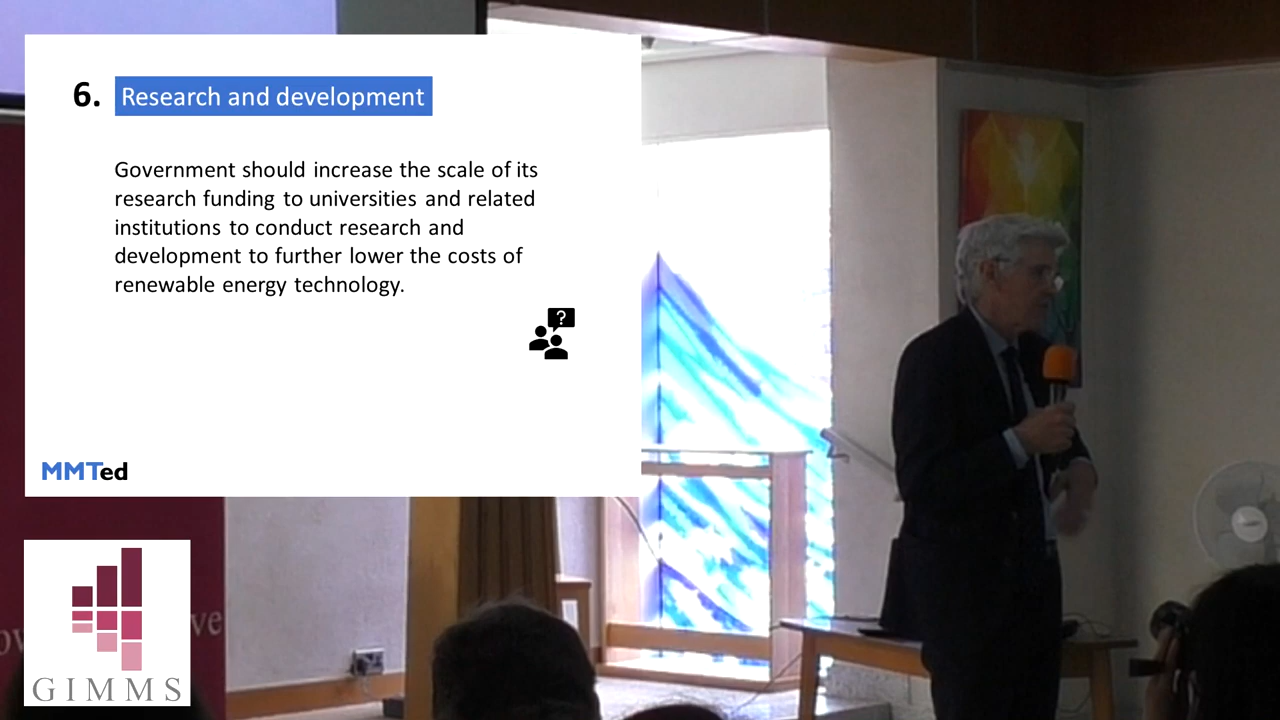 6. Research and development
Government should increase the scale of its
research funding to universities and related
institutions to conduct research and
development to further lower the costs of
renewable energy technology.
?
MMTed
GIMMS